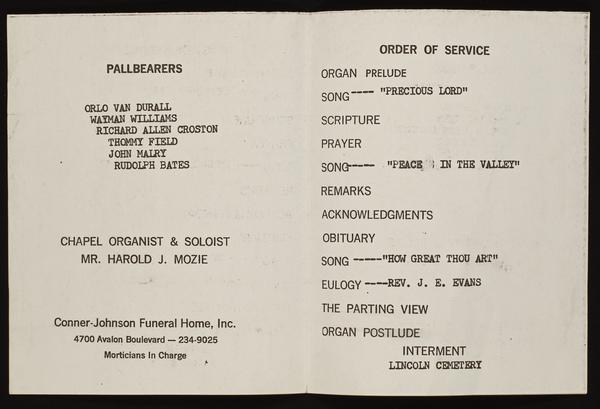 PALLBEARERS
ORLO VAN DURALL
WAYMAN WILLIAMS
RICHARD ALLEN CROSTON
THOMMY FIELD
JOHN MALRY
RUDOLPH BATES
CHAPEL ORGANIST & SOLOIST
MR. HAROLD J. MOZIE
Conner-Johnson Funeral Home, Inc.
4700 Avalon Boulevard — 234-9025
Morticians In Charge
ORDER OF SERVICE
ORGAN PRELUDE
SONG ---- "PRECIOUS LORD"
SCRIPTURE
PRAYER
SONG----- "PEACE IN THE VALLEY"
REMARKS
ACKNOWLEDGMENTS
OBITUARY
SONG -----"HOW GREAT THOU ART"
EULOGY ----REV. J. E. EVANS
THE PARTING VIEW
ORGAN POSTLUDE
INTERMENT
LINCOLN CEMETERY